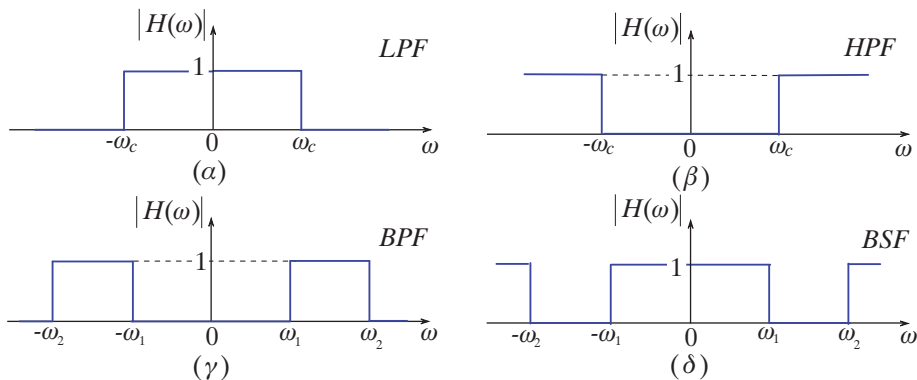 |H(ω)|
LPF
1
-ω_c 0 ω_c ω
(α)
|H(ω)|
HPF
1
-ω_c 0 ω_c ω
(β)
|H(ω)|
BPF
1
-ω_2 -ω_1 0 ω_1 ω_2 ω
(γ)
|H(ω)|
BSF
1
-ω_2 -ω_1 0 ω_1 ω_2 ω
(δ)